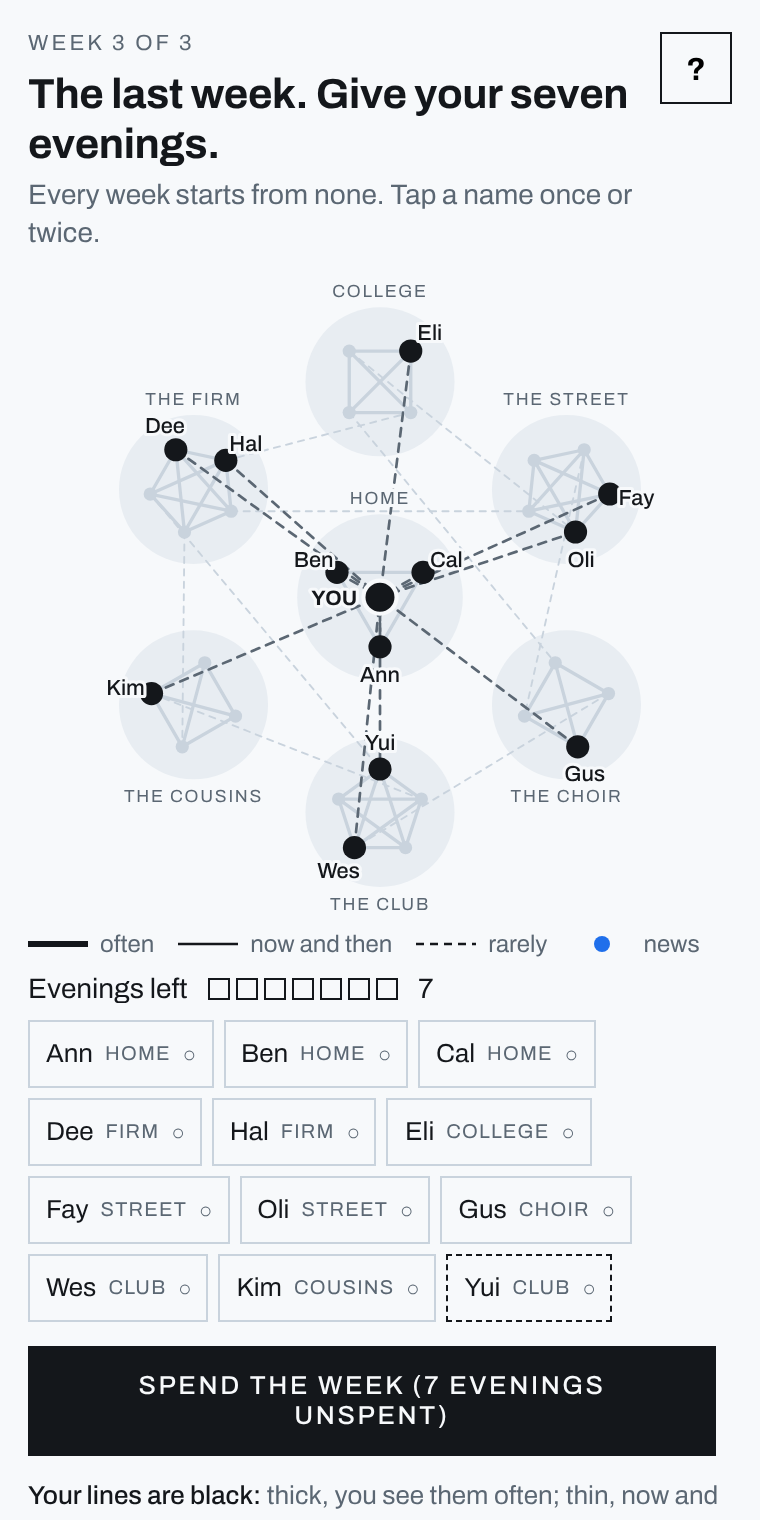 WEEK 3 OF 3
?
The last week. Give your seven
evenings.
Every week starts from none. Tap a name once or
twice.
COLLEGE
Eli
THE FIRM
THE STREET
Dee
Hal
HOME
Fay
Ben
Cal
Oli
YOU
Ann
Kim
Yui
Gus
THE COUSINS
THE CHOIR
Wes
THE CLUB
often
now and then
rarely
news
Evenings left 7
Ann HOME
Ben HOME
Cal HOME
Dee FIRM
Hal FIRM
Eli COLLEGE
Fay STREET
Oli STREET
Gus CHOIR
Wes CLUB
Kim COUSINS
Yui CLUB
SPEND THE WEEK (7 EVENINGS
UNSPENT)
Your lines are black: thick, you see them often; thin, now and